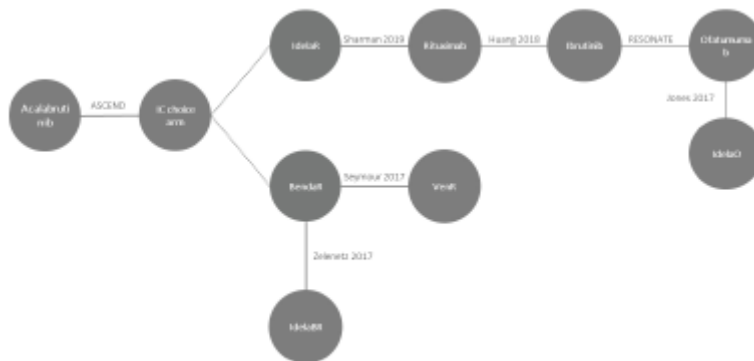 IdelaR
Sharman 2019
Rituximab
Huang 2018
Ibrutinib
RESONATE
Ofatumuma
b
Acalabruti
nib
ASCEND
IC choice
arm
Jones 2017
IdelaO
BendaR
Seymour 2017
VenR
Zelenetz 2017
IdelaBR